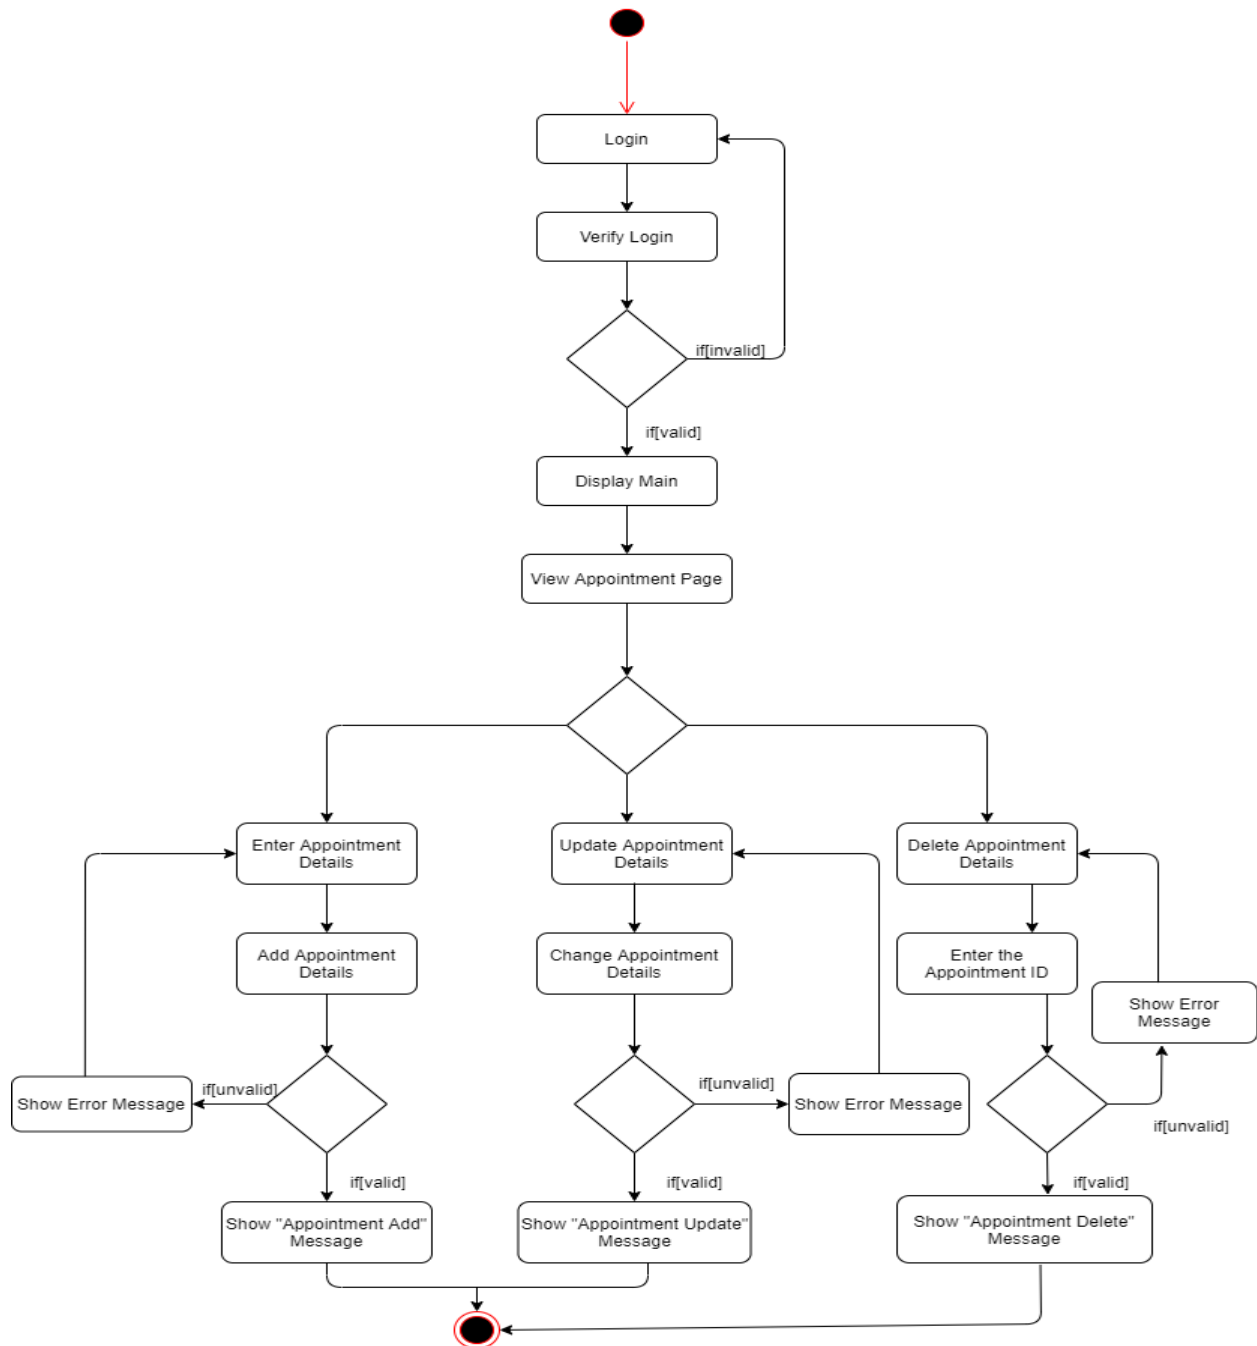 Login
Verify Login
if[invalid]
if[valid]
Display Main
View Appointment Page
Enter Appointment
Details
Update Appointment
Details
Delete Appointment
Details
Add Appointment
Details
Change Appointment
Details
Enter the
Appointment ID
Show Error
Message
if[unvalid]
Show Error Message
if[unvalid]
Show Error Message
if[unvalid]
if[valid]
if[valid]
if[valid]
Show "Appointment Add"
Message
Show "Appointment Update"
Message
Show "Appointment Delete"
Message